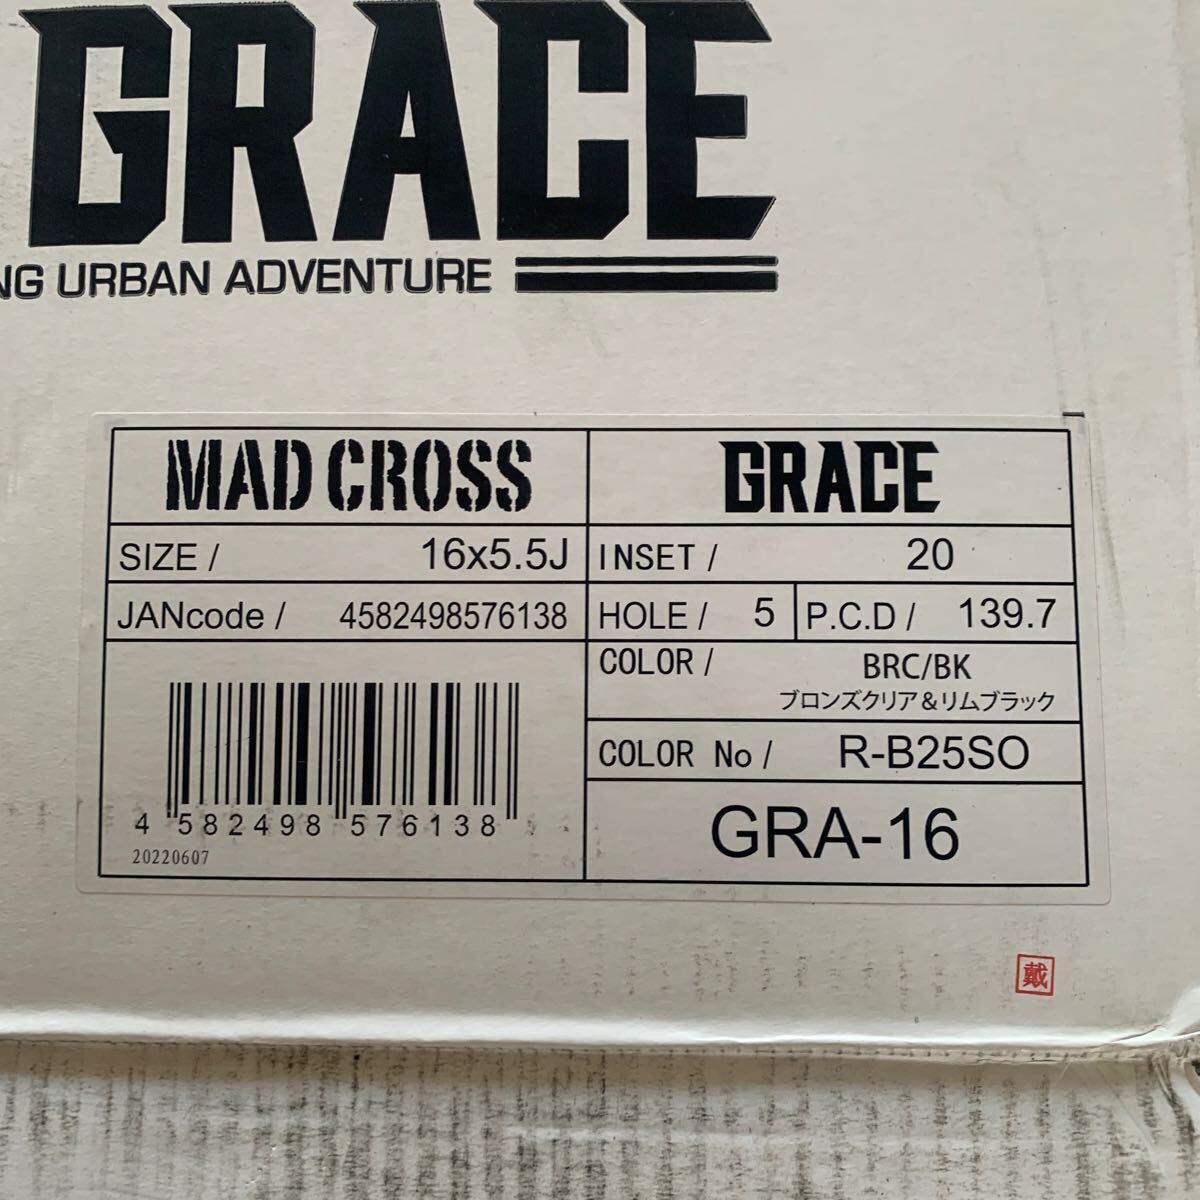 GRACE
NG URBAN ADVENTURE
MAD CROSS
GRACE
SIZE / 16x5.5J
INSET / 20
JANcode / 4582498576138
HOLE / 5 P.C.D / 139.7
COLOR / BRC/BK
ブロンズクリア＆リムブラック
COLOR No / R-B25SO
GRA-16
4 582498 576138
20220607
戴